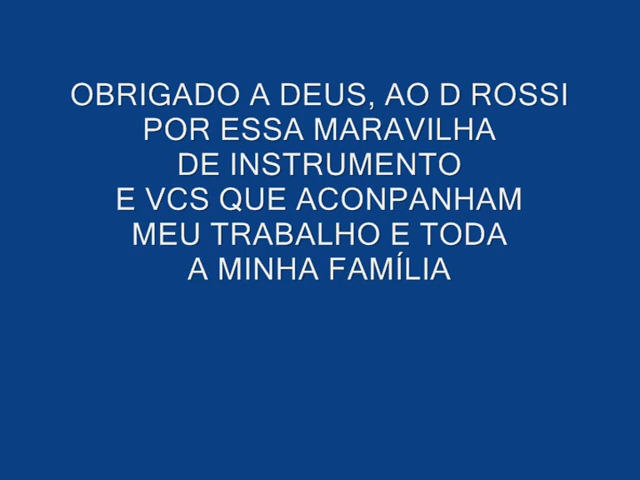 OBRIGADO A DEUS, AO D ROSSI
POR ESSA MARAVILHA
DE INSTRUMENTO
E VCS QUE ACONPANHAM
MEU TRABALHO E TODA
A MINHA FAMÍLIA